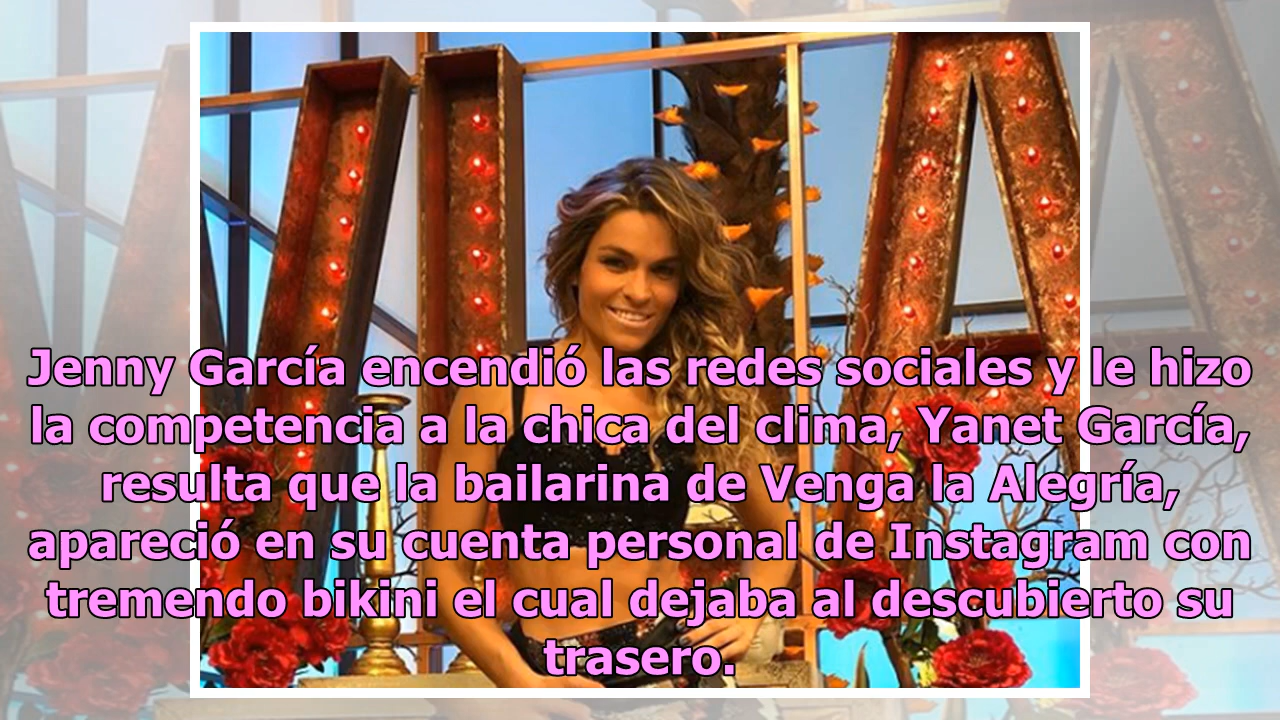 Jenny García encendió las redes sociales y le hizo
la competencia a la chica del clima, Yanet García,
resulta que la bailarina de Venga la Alegría,
apareció en su cuenta personal de Instagram con
tremendo bikini el cual dejaba al descubierto su
trasero.